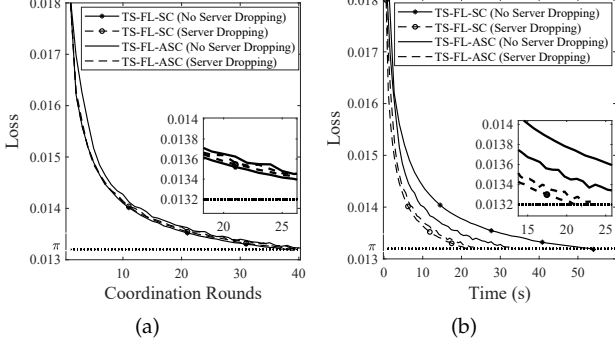 0.018
0.017
0.016
0.015
0.014
π
0.013
Loss
TS-FL-SC (No Server Dropping)
TS-FL-SC (Server Dropping)
TS-FL-ASC (No Server Dropping)
TS-FL-ASC (Server Dropping)
0.014
0.0138
0.0136
0.0134
0.0132
20
25
10
20
30
40
Coordination Rounds
(a)
0.018
0.017
0.016
0.015
0.014
π
0.013
Loss
TS-FL-SC (No Server Dropping)
TS-FL-SC (Server Dropping)
TS-FL-ASC (No Server Dropping)
TS-FL-ASC (Server Dropping)
0.014
0.0138
0.0136
0.0134
0.0132
15
20
25
0
10
20
30
40
50
Time (s)
(b)